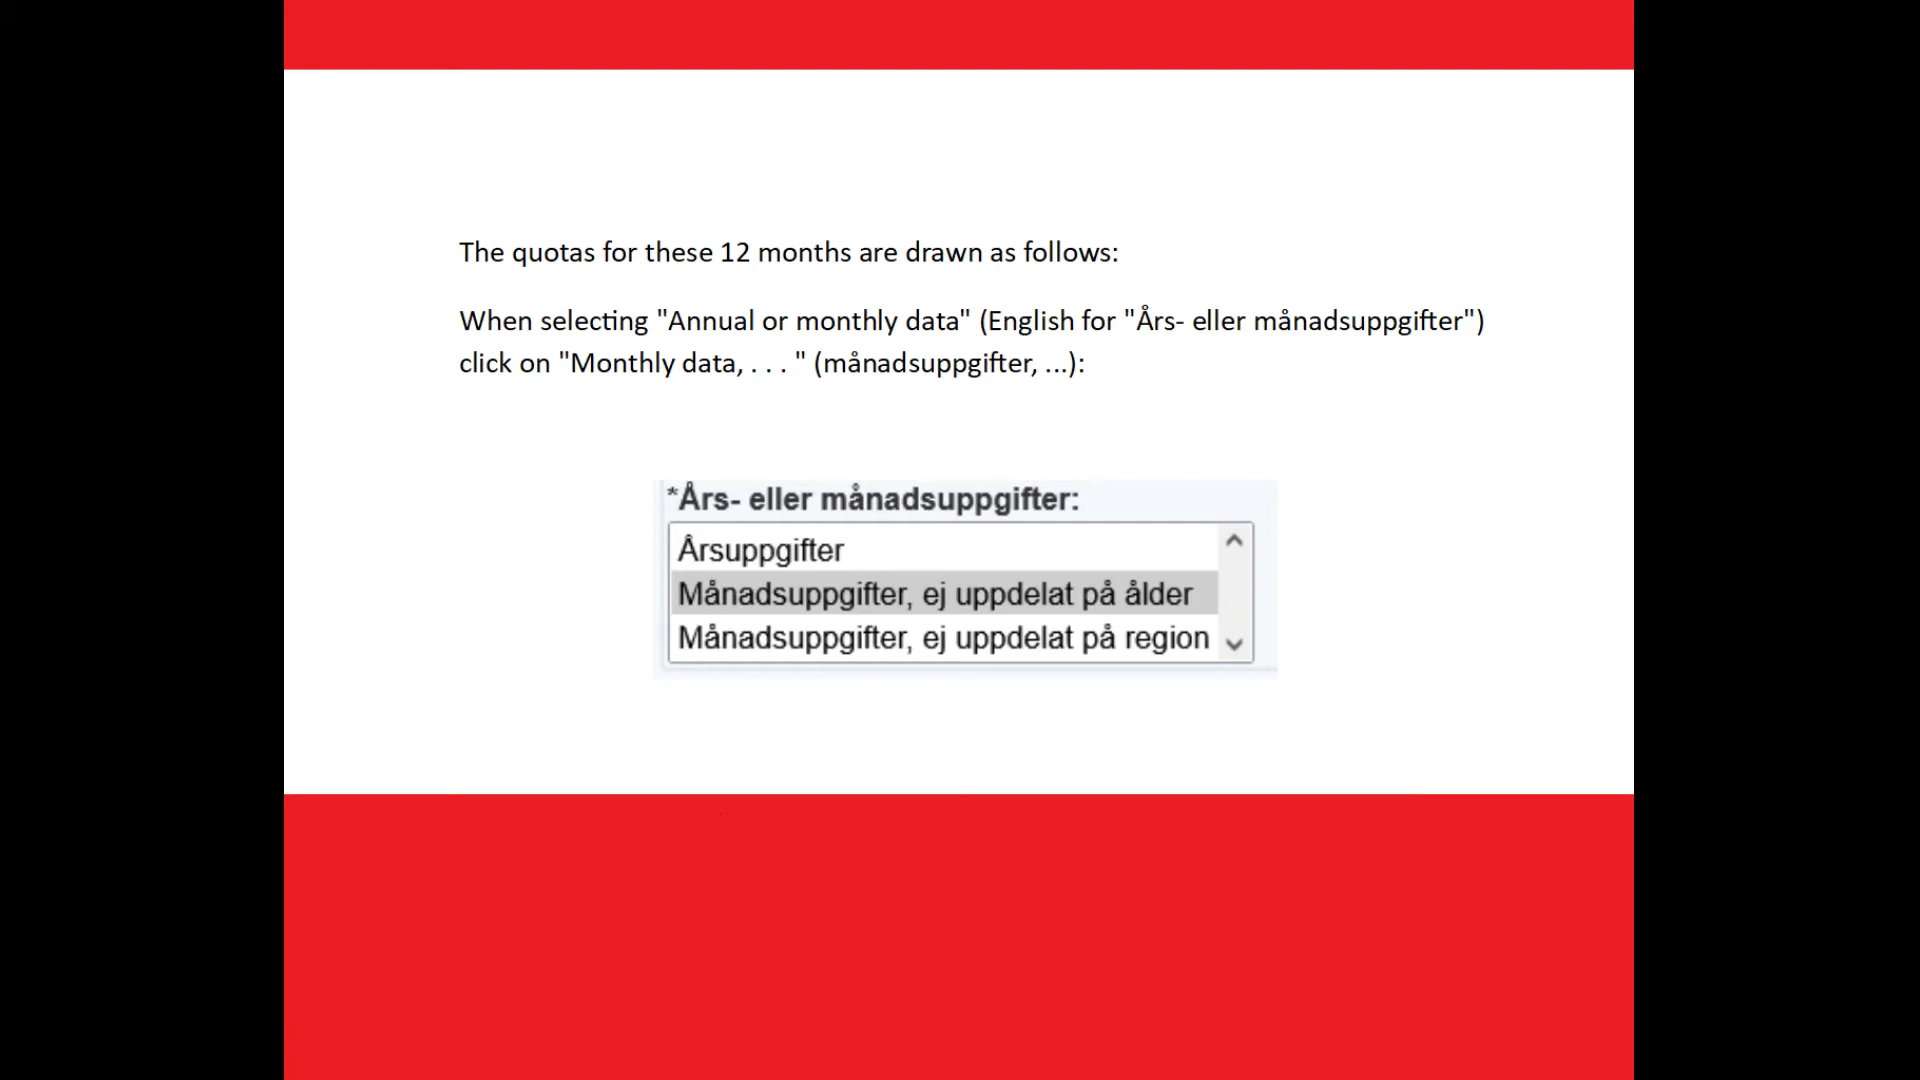 The quotas for these 12 months are drawn as follows:
When selecting "Annual or monthly data" (English for "Års- eller månadsuppgifter")
click on "Monthly data, . . . " (månadsuppgifter, ...):
*Års- eller månadsuppgifter:
Årsuppgifter
Månadsuppgifter, ej uppdelat på ålder
Månadsuppgifter, ej uppdelat på region